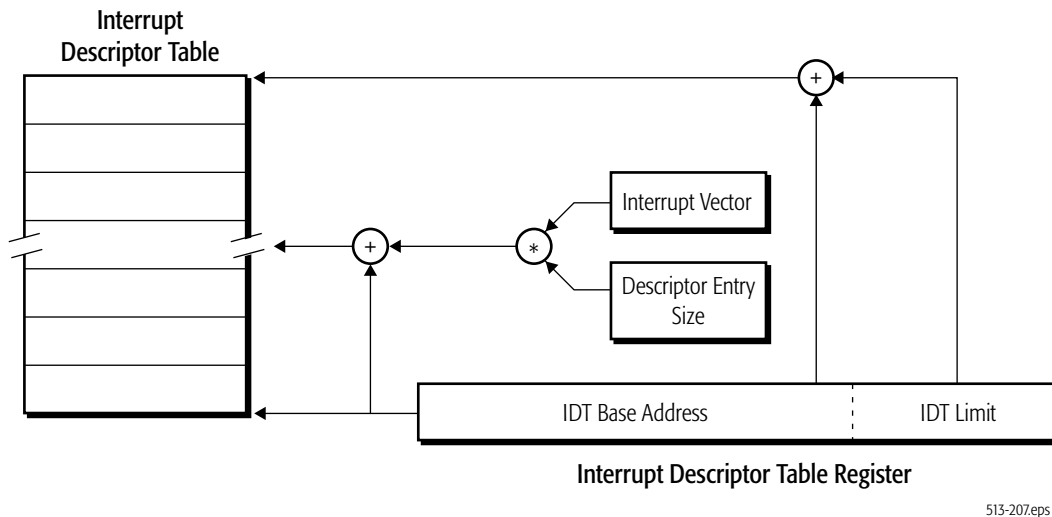 Interrupt
Descriptor Table
+
Interrupt Vector
+
*
Descriptor Entry
Size
IDT Base Address
IDT Limit
Interrupt Descriptor Table Register
513-207.eps